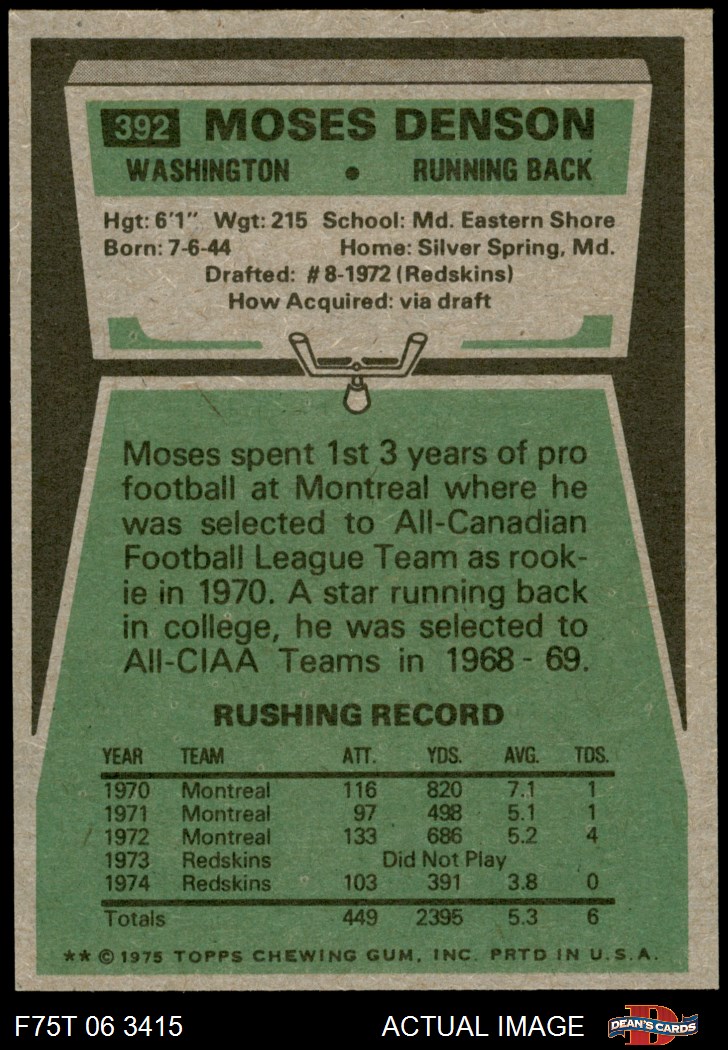 392 MOSES DENSON
WASHINGTON • RUNNING BACK
Hgt: 6'1" Wgt: 215 School: Md. Eastern Shore
Born: 7-6-44 Home: Silver Spring, Md.
Drafted: #8-1972 (Redskins)
How Acquired: via draft
Moses spent 1st 3 years of pro
football at Montreal where he
was selected to All-Canadian
Football League Team as rook-
ie in 1970. A star running back
in college, he was selected to
All-CIAA Teams in 1968 - 69.
RUSHING RECORD
YEAR TEAM ATT. YDS. AVG. TDS.
1970 Montreal 116 820 7.1 1
1971 Montreal 97 498 5.1 1
1972 Montreal 133 686 5.2 4
1973 Redskins Did Not Play
1974 Redskins 103 391 3.8 0
Totals 449 2395 5.3 6
** © 1975 TOPPS CHEWING GUM, INC. PRTD IN U.S.A.
F75T 06 3415 ACTUAL IMAGE D DEAN'S CARDS